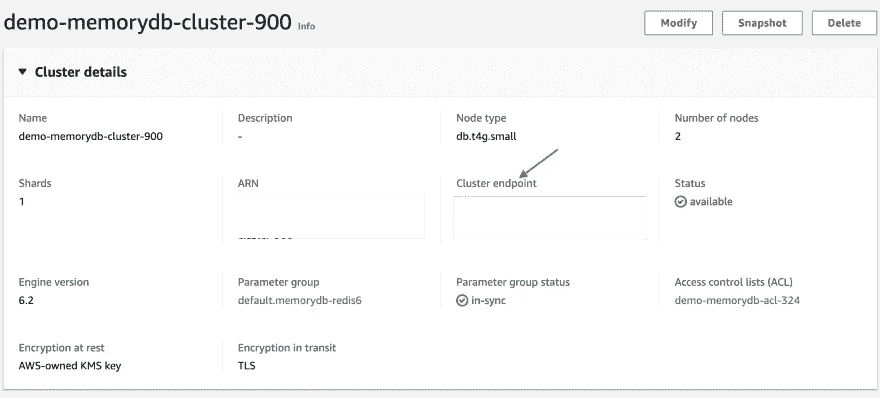 demo-memorydb-cluster-900 Info
Modify Snapshot Delete
Cluster details
Name Description Node type Number of nodes
demo-memorydb-cluster-900 - db.t4g.small 2
Shards ARN Cluster endpoint Status
1 available
Engine version Parameter group Parameter group status Access control lists (ACL)
6.2 default.memorydb-redis6 in-sync demo-memorydb-acl-324
Encryption at rest Encryption in transit
AWS-owned KMS key TLS